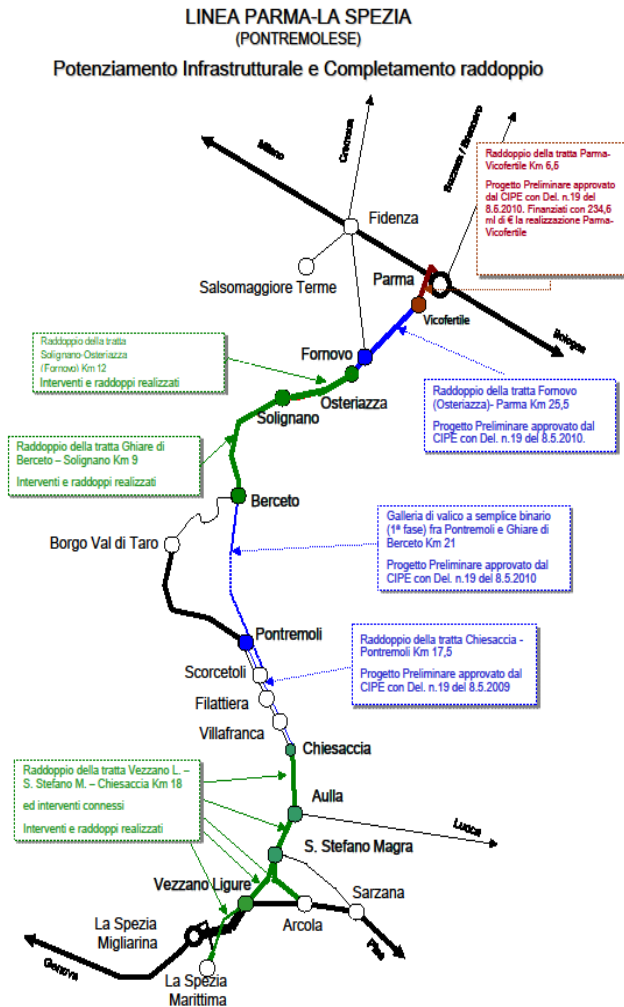 LINEA PARMA-LA SPEZIA
(PONTREMOLESE)
Potenziamento Infrastrutturale e Completamento raddoppio
Milano
Cremona
Suzzara / Brennero
Raddoppio della tratta Parma-
Vicofertile Km 6,5
Progetto Preliminare approvato
dal CIPE con Del. n.19 del
8.5.2010. Finanziati con 234,6
ml di € la realizzazione Parma-
Vicofertile
Fidenza
Salsomaggiore Terme
Parma
Vicofertile
Bologna
Fornovo
Raddoppio della tratta
Solignano-Osteriazza
(Fornovo) Km 12
Interventi e raddoppi realizzati
Osteriazza
Solignano
Raddoppio della tratta Fornovo
(Osteriazza)- Parma Km 25,5
Progetto Preliminare approvato dal
CIPE con Del. n.19 del 8.5.2010.
Raddoppio della tratta Ghiare di
Berceto – Solignano Km 9
Interventi e raddoppi realizzati
Berceto
Borgo Val di Taro
Galleria di valico a semplice binario
(1ª fase) fra Pontremoli e Ghiare di
Berceto Km 21
Progetto Preliminare approvato dal
CIPE con Del. n.19 del 8.5.2010
Pontremoli
Scorcetoli
Filattiera
Villafranca
Raddoppio della tratta Chiesaccia -
Pontremoli Km 17,5
Progetto Preliminare approvato dal
CIPE con Del. n.19 del 8.5.2009
Chiesaccia
Raddoppio della tratta Vezzano L. –
S. Stefano M. – Chiesaccia Km 18
ed interventi connessi
Interventi e raddoppi realizzati
Aulla
Lucca
S. Stefano Magra
Vezzano Ligure
Sarzana
Arcola
La Spezia
Migliarina
Pisa
Genova
La Spezia
Marittima